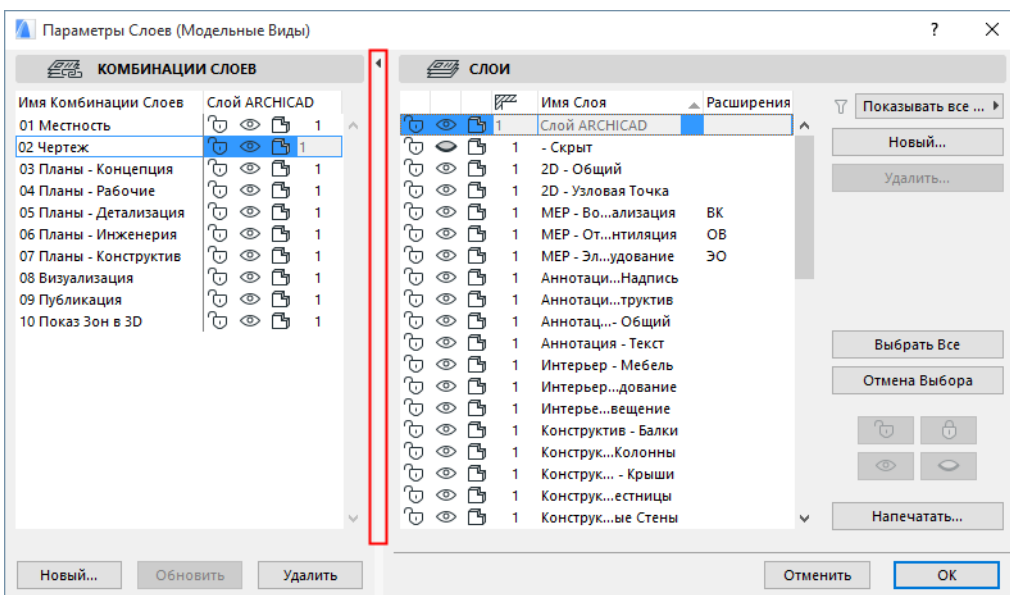 Параметры Слоев (Модельные Виды)
?
КОМБИНАЦИИ СЛОЕВ
Имя Комбинации Слоев Слой ARCHICAD
01 Местность 1
02 Чертеж 1
03 Планы - Концепция 1
04 Планы - Рабочие 1
05 Планы - Детализация 1
06 Планы - Инженерия 1
07 Планы - Конструктив 1
08 Визуализация 1
09 Публикация 1
10 Показ Зон в 3D 1
Новый... Обновить Удалить
СЛОИ
Имя Слоя Расширения
1 Слой ARCHICAD
1 - Скрыт
1 2D - Общий
1 2D - Узловая Точка
1 МЕР - Во...ализация ВК
1 МЕР - От...нтиляция ОВ
1 МЕР - Эл...удование ЭО
1 Аннотаци...Надпись
1 Аннотаци...труктив
1 Аннотац...- Общий
1 Аннотация - Текст
1 Интерьер - Мебель
1 Интерьер...дование
1 Интерье...вещение
1 Конструктив - Балки
1 Конструк...Колонны
1 Конструк... - Крыши
1 Конструк...естницы
1 Конструк...ые Стены
Показывать все ...
Новый...
Удалить...
Выбрать Все
Отмена Выбора
Напечатать...
Отменить OK